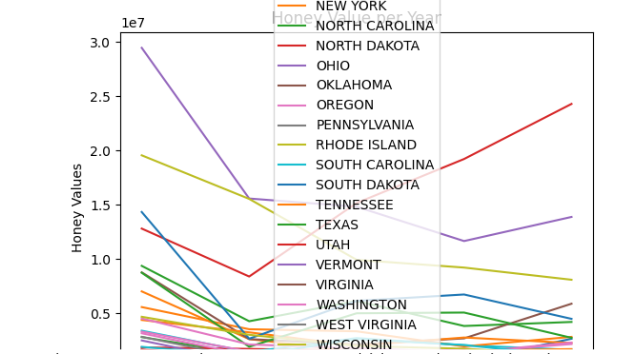 1e7
Honey Value per Year
NEW YORK
NORTH CAROLINA
NORTH DAKOTA
OHIO
OKLAHOMA
OREGON
PENNSYLVANIA
RHODE ISLAND
SOUTH CAROLINA
SOUTH DAKOTA
TENNESSEE
TEXAS
UTAH
VERMONT
VIRGINIA
WASHINGTON
WEST VIRGINIA
WISCONSIN
3.0
2.5
2.0
1.5
1.0
0.5
Honey Values